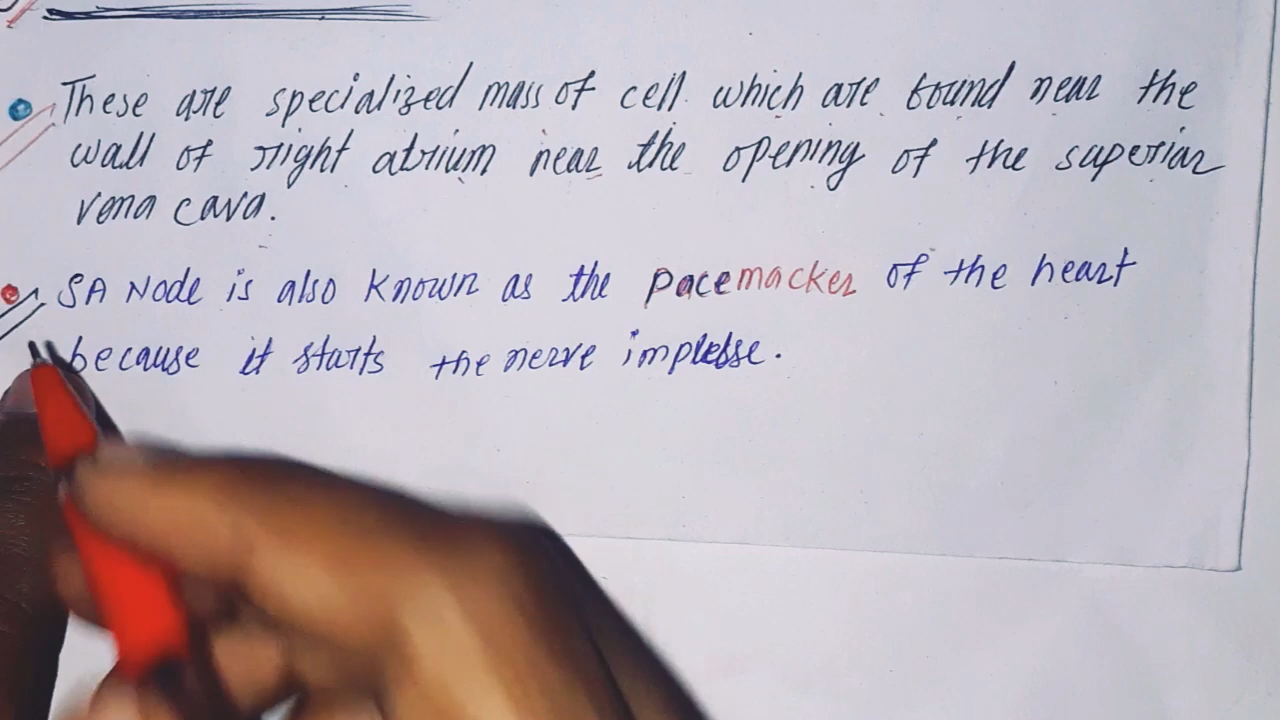 These are specialized mass of cell which are found near the
wall of right atrium near the opening of the superiar
vena cava.
SA Node is also known as the pacemacker of the heart
because it starts the nerve implulse.